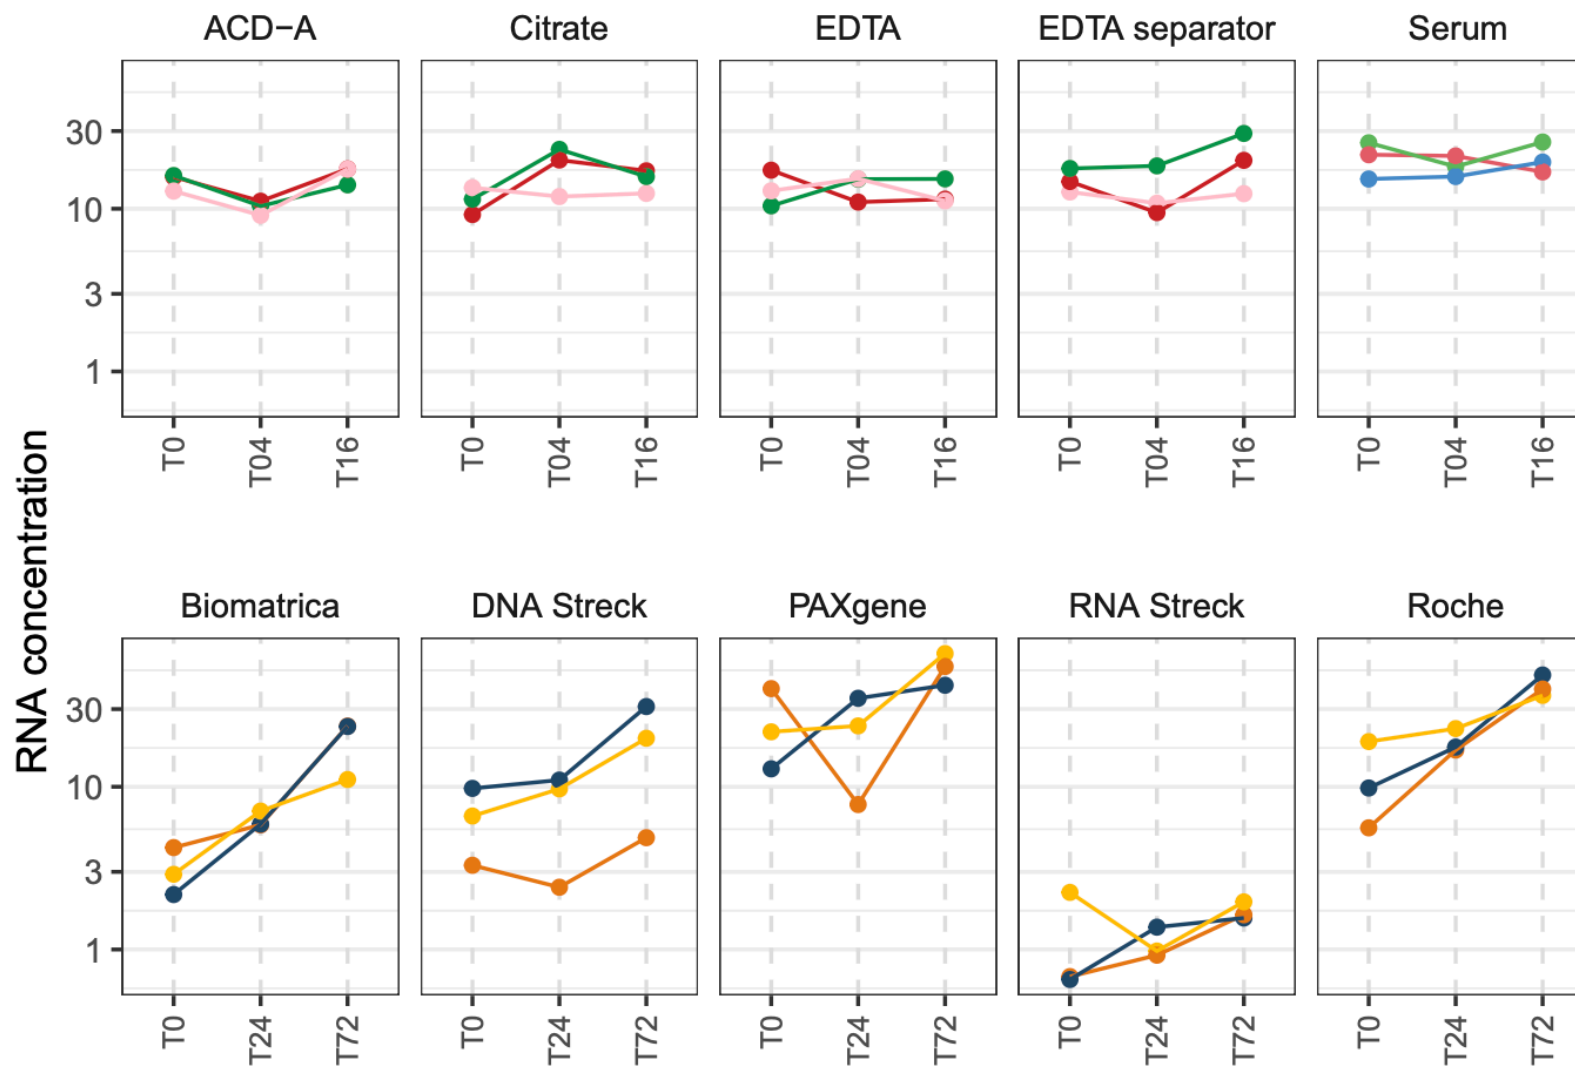 ACD−A Citrate EDTA EDTA separator Serum
30
10
3
1
T0 T04 T16 T0 T04 T16 T0 T04 T16 T0 T04 T16 T0 T04 T16
RNA concentration
Biomatrica DNA Streck PAXgene RNA Streck Roche
30
10
3
1
T0 T24 T72 T0 T24 T72 T0 T24 T72 T0 T24 T72 T0 T24 T72